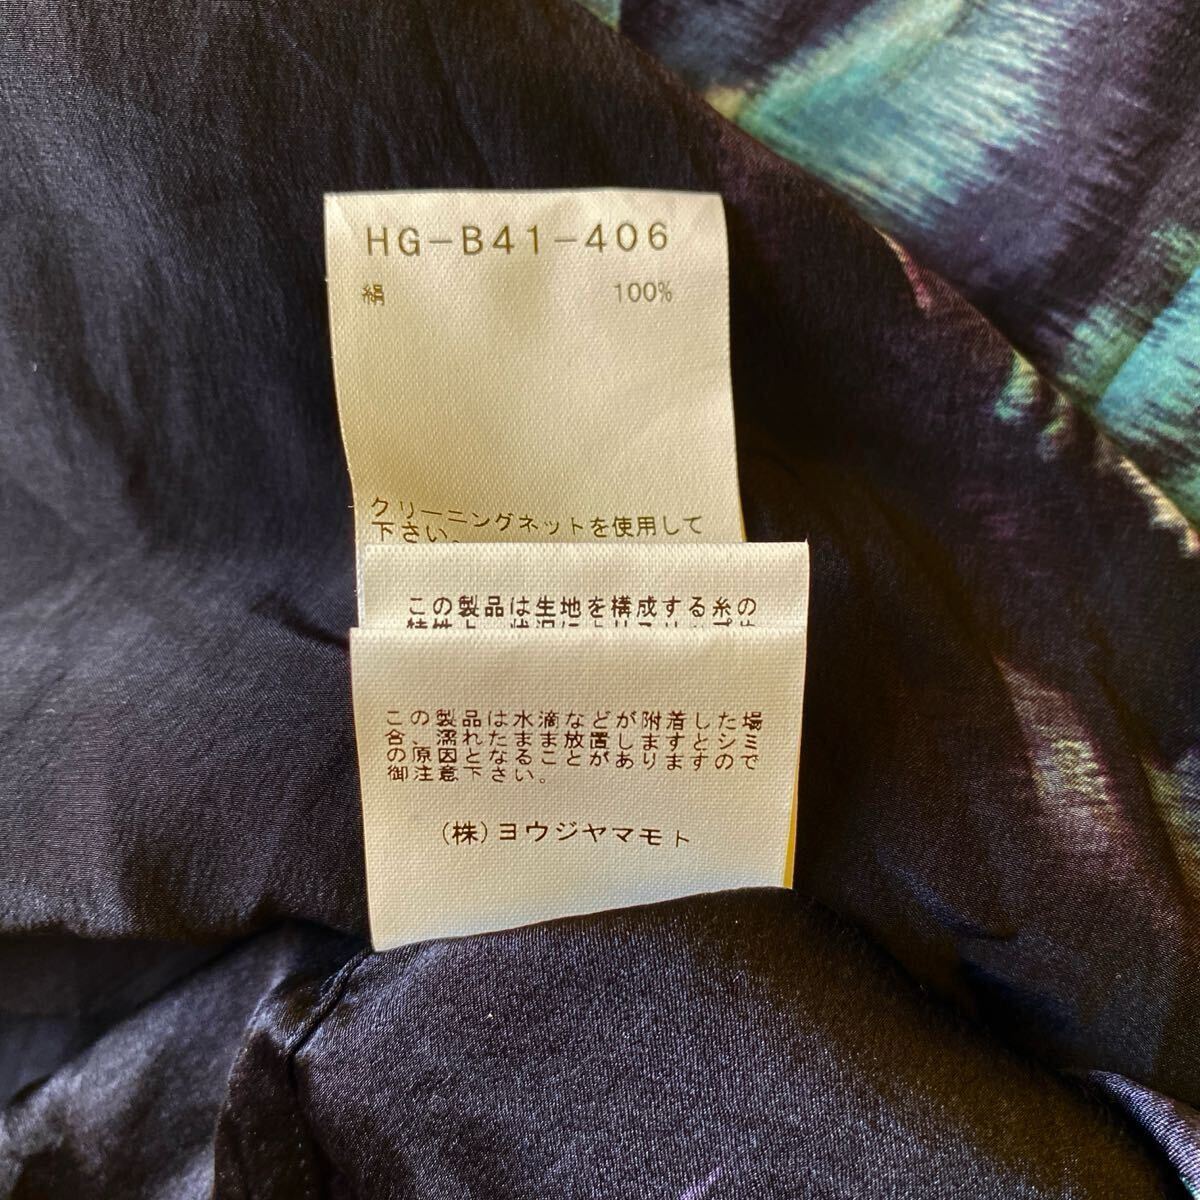 HG-B41-406
絹 100%
クリーニングネットを使用して
下さい。
この製品は生地を構成する糸の
この製品は水滴などが附着した場
合、濡れたまま放置しますとシミ
の原因となることがありますので
御注意下さい。
(株)ヨウジヤマモト